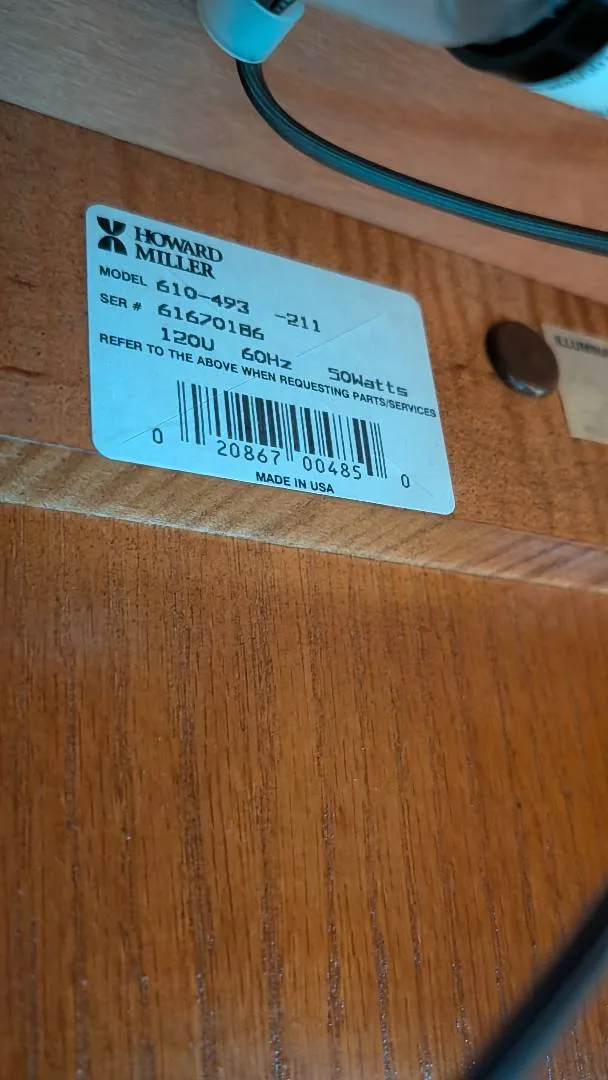 HOWARD
MILLER
MODEL 610-493 -211
SER # 61670186
120V 60Hz 50Watts
REFER TO THE ABOVE WHEN REQUESTING PARTS/SERVICES
0 20867 00485 0
MADE IN USA